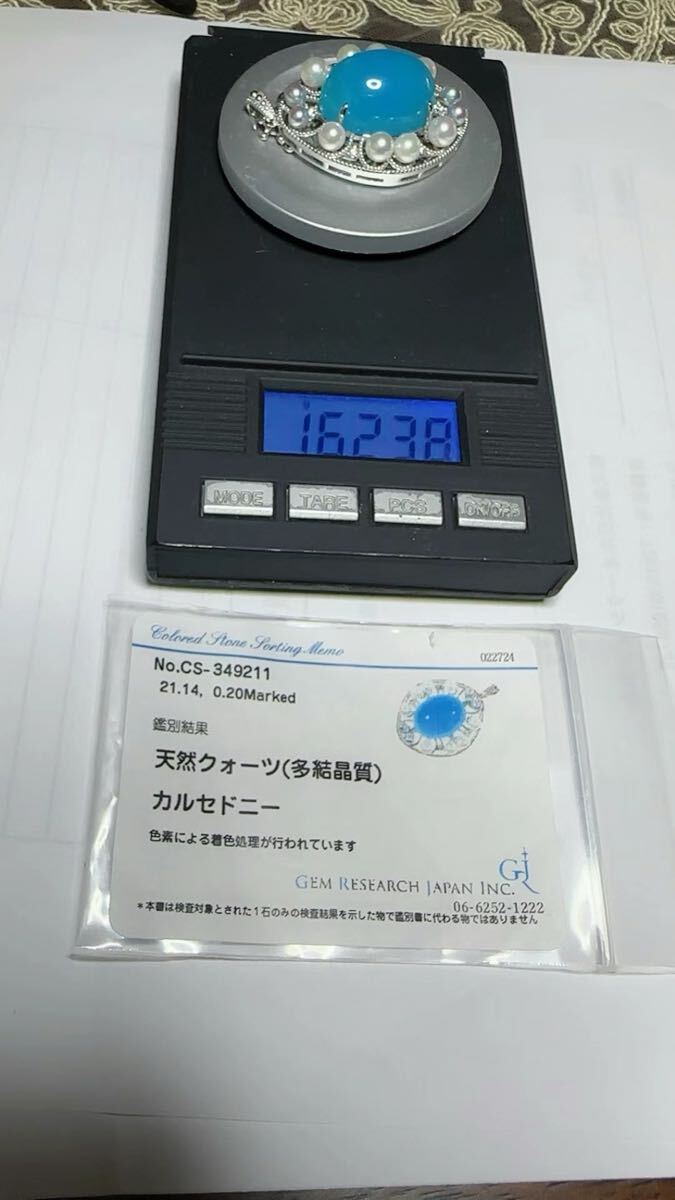 16238
MODE
TARE
PCS
ON/OFF
Colored Stone Sorting Memo
022724
No.CS-349211
21.14, 0.20Marked
鑑別結果
天然クォーツ(多結晶質)
カルセドニー
色素による着色処理が行われています
GJR
GEM RESEARCH JAPAN INC.
06-6252-1222
*本書は検査対象とされた1石のみの検査結果を示した物で鑑別書に代わる物ではありません